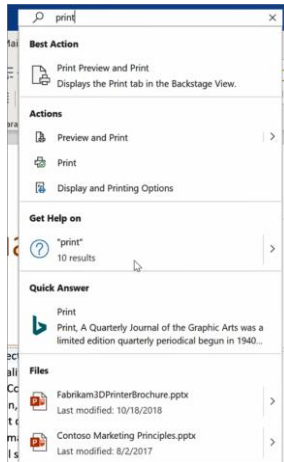 print
Mai
Best Action
Print Preview and Print
Displays the Print tab in the Backstage View.
ara
Actions
Preview and Print
Print
Display and Printing Options
Get Help on
"print"
10 results
Quick Answer
Print
Print, A Quarterly Journal of the Graphic Arts was a
limited edition quarterly periodical begun in 1940...
Files
Fabrikam3DPrinterBrochure.pptx
Last modified: 10/18/2018
Contoso Marketing Principles.pptx
Last modified: 8/2/2017